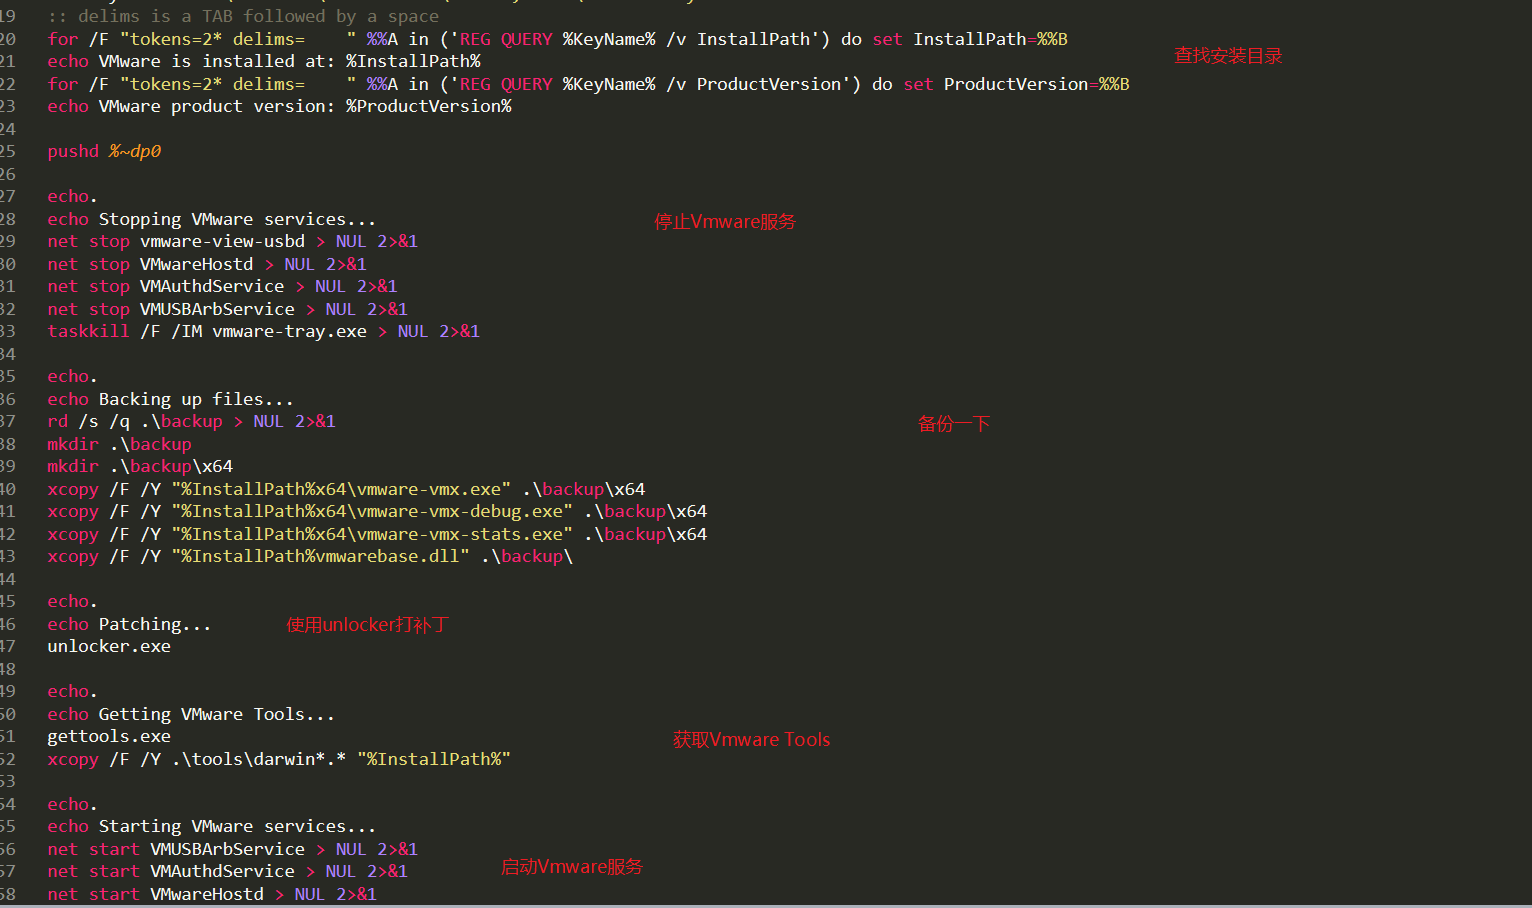 19 :: delims is a TAB followed by a space
20 for /F "tokens=2* delims=    " %%A in ('REG QUERY %KeyName% /v InstallPath') do set InstallPath=%%B
查找安装目录
21 echo VMware is installed at: %InstallPath%
22 for /F "tokens=2* delims=    " %%A in ('REG QUERY %KeyName% /v ProductVersion') do set ProductVersion=%%B
23 echo VMware product version: %ProductVersion%
24
25 pushd %~dp0
26
27 echo.
28 echo Stopping VMware services...    停止Vmware服务
29 net stop vmware-view-usbd > NUL 2>&1
30 net stop VMwareHostd > NUL 2>&1
31 net stop VMAuthdService > NUL 2>&1
32 net stop VMUSBArbService > NUL 2>&1
33 taskkill /F /IM vmware-tray.exe > NUL 2>&1
34
35 echo.
36 echo Backing up files...
37 rd /s /q .\backup > NUL 2>&1    备份一下
38 mkdir .\backup
39 mkdir .\backup\x64
40 xcopy /F /Y "%InstallPath%x64\vmware-vmx.exe" .\backup\x64
41 xcopy /F /Y "%InstallPath%x64\vmware-vmx-debug.exe" .\backup\x64
42 xcopy /F /Y "%InstallPath%x64\vmware-vmx-stats.exe" .\backup\x64
43 xcopy /F /Y "%InstallPath%vmwarebase.dll" .\backup\
44
45 echo.
46 echo Patching...    使用unlocker打补丁
47 unlocker.exe
48
49 echo.
50 echo Getting VMware Tools...
51 gettools.exe    获取Vmware Tools
52 xcopy /F /Y .\tools\darwin*.* "%InstallPath%"
53
54 echo.
55 echo Starting VMware services...
56 net start VMUSBArbService > NUL 2>&1
57 net start VMAuthdService > NUL 2>&1    启动Vmware服务
58 net start VMwareHostd > NUL 2>&1